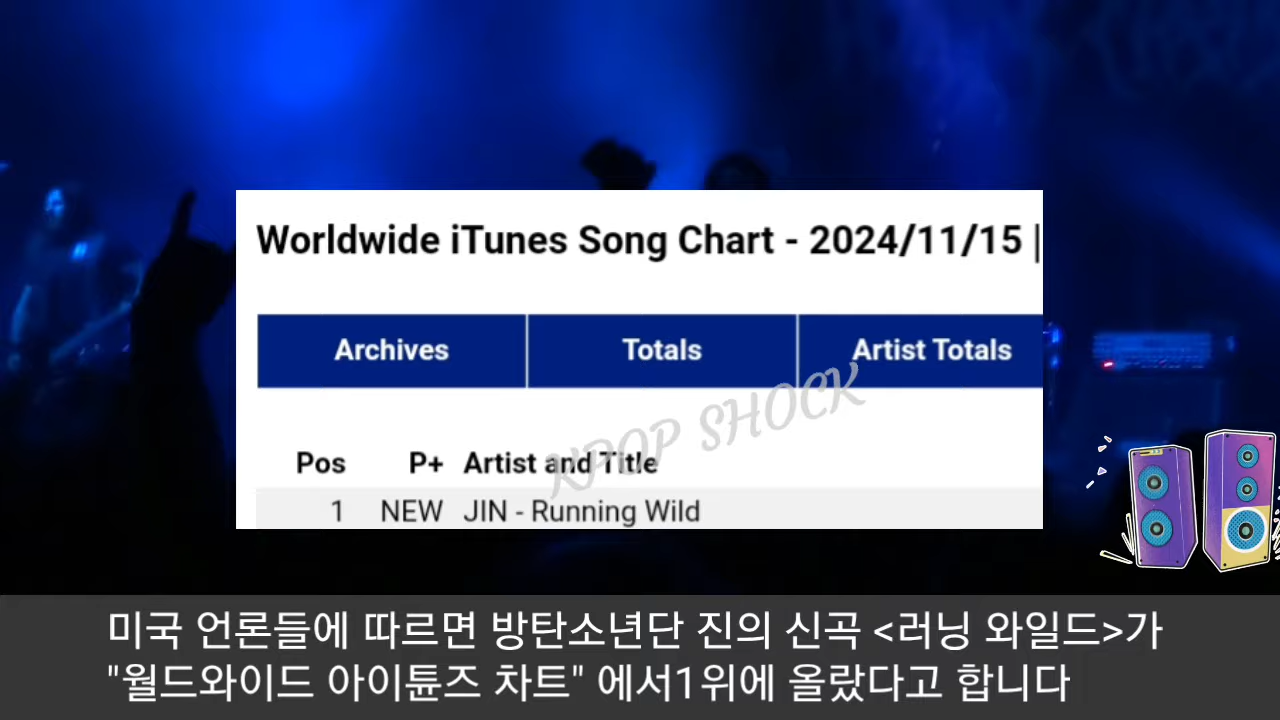 Worldwide iTunes Song Chart - 2024/11/15 |
Archives Totals Artist Totals
KPOP SHOCK
Pos P+ Artist and Title
1 NEW JIN - Running Wild
미국 언론들에 따르면 방탄소년단 진의 신곡 <러닝 와일드>가
"월드와이드 아이튠즈 차트" 에서1위에 올랐다고 합니다